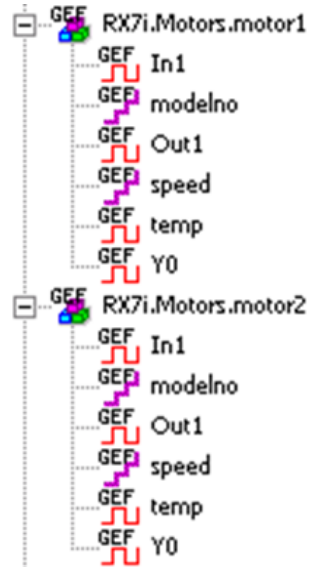 GEF RX7i.Motors.motor1
GEF In1
GEF modelno
GEF Out1
GEF speed
GEF temp
GEF Y0
GEF RX7i.Motors.motor2
GEF In1
GEF modelno
GEF Out1
GEF speed
GEF temp
GEF Y0